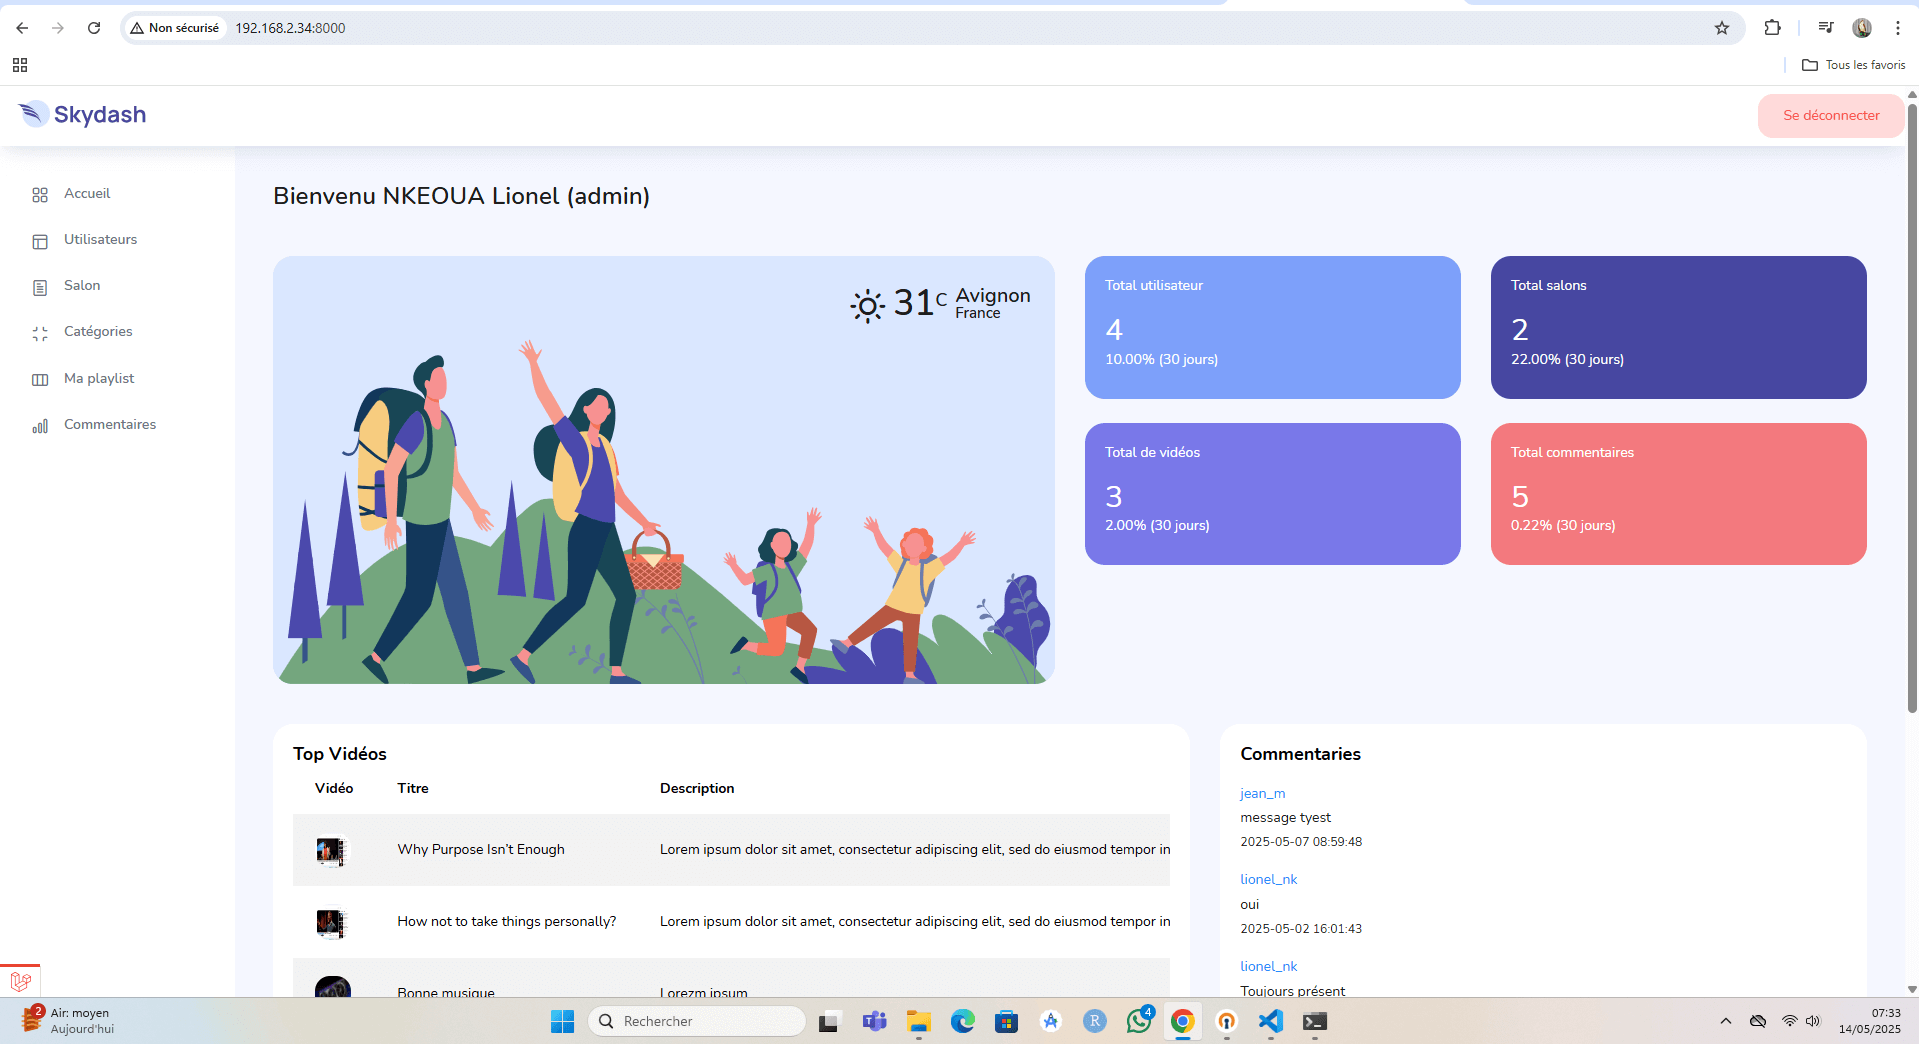 Non sécurisé
192.168.2.34:8000
Tous les favoris
Skydash
Se déconnecter
Accueil
Utilisateurs
Salon
Catégories
Ma playlist
Commentaires
Bienvenu NKEOUA Lionel (admin)
31 C Avignon
France
Total utilisateur
4
10.00% (30 jours)
Total salons
2
22.00% (30 jours)
Total de vidéos
3
2.00% (30 jours)
Total commentaires
5
0.22% (30 jours)
Top Vidéos
Vidéo Titre Description
Why Purpose Isn't Enough Lorem ipsum dolor sit amet, consectetur adipiscing elit, sed do eiusmod tempor in
How not to take things personally? Lorem ipsum dolor sit amet, consectetur adipiscing elit, sed do eiusmod tempor in
Bonne musique Lorezm ipsum
Commentaries
jean_m
message tyest
2025-05-07 08:59:48
lionel_nk
oui
2025-05-02 16:01:43
lionel_nk
Toujours présent
2
Air: moyen
Aujourd'hui
Rechercher
R
4
07:33
14/05/2025